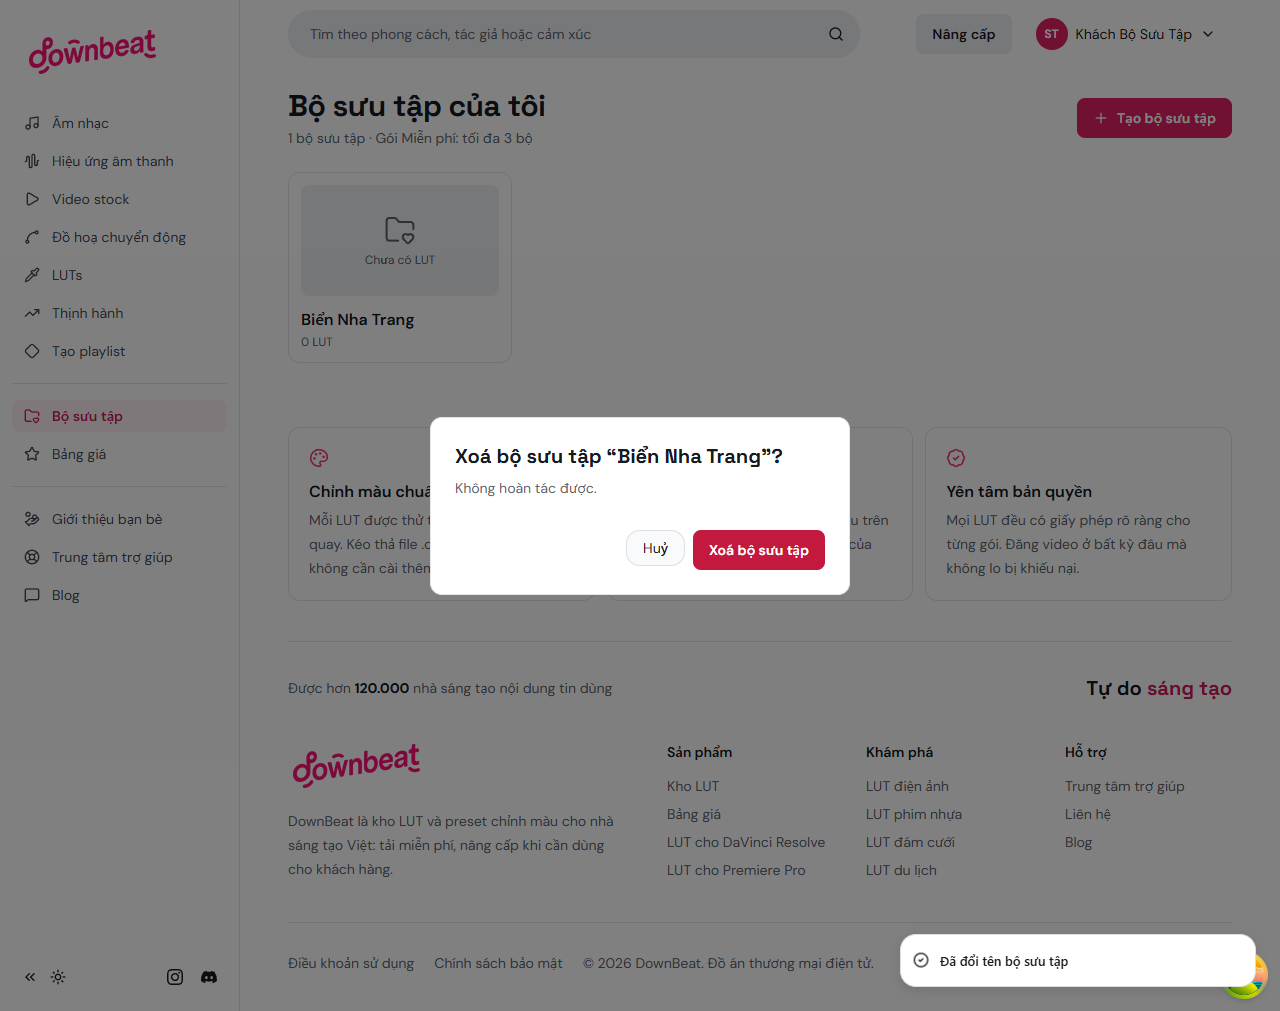 downbeat
Tìm theo phong cách, tác giả hoặc cảm xúc
Nâng cấp
ST
Khách Bộ Sưu Tập
Âm nhạc
Hiệu ứng âm thanh
Video stock
Đồ hoạ chuyển động
LUTs
Thịnh hành
Tạo playlist
Bộ sưu tập
Bảng giá
Giới thiệu bạn bè
Trung tâm trợ giúp
Blog
Bộ sưu tập của tôi
1 bộ sưu tập · Gói Miễn phí: tối đa 3 bộ
Tạo bộ sưu tập
Chưa có LUT
Biển Nha Trang
0 LUT
Xoá bộ sưu tập “Biển Nha Trang”?
Không hoàn tác được.
Huỷ
Xoá bộ sưu tập
Chỉnh màu
Mỗi LUT được thử
quay. Kéo thả file
không cần cài thêm
trên
của
Yên tâm bản quyền
Mọi LUT đều có giấy phép rõ ràng cho
từng gói. Đăng video ở bất kỳ đâu mà
không lo bị khiếu nại.
Được hơn 120.000 nhà sáng tạo nội dung tin dùng
Tự do sáng tạo
downbeat
DownBeat là kho LUT và preset chỉnh màu cho nhà
sáng tạo Việt: tải miễn phí, nâng cấp khi cần dùng
cho khách hàng.
Sản phẩm
Kho LUT
Bảng giá
LUT cho DaVinci Resolve
LUT cho Premiere Pro
Khám phá
LUT điện ảnh
LUT phim nhựa
LUT đám cưới
LUT du lịch
Hỗ trợ
Trung tâm trợ giúp
Liên hệ
Blog
Điều khoản sử dụng
Chính sách bảo mật
© 2026 DownBeat. Đồ án thương mại điện tử.
Đã đổi tên bộ sưu tập